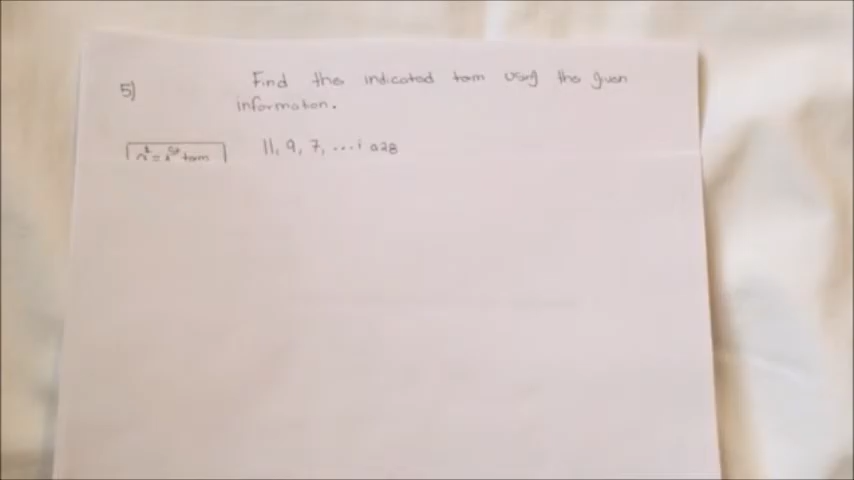 5) Find the indicated term using the given
information.
11, 9, 7, ... ; a28